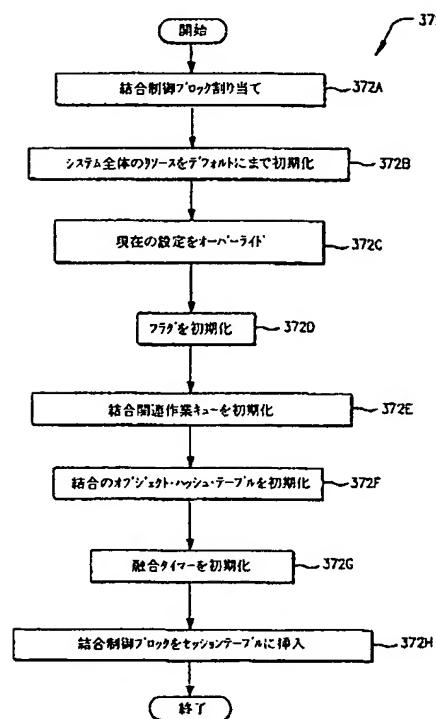 開始
372
結合制御ブロック割り当て
372A
システム全体のリソースをデフォルトにまで初期化
372B
現在の設定をオーバーライド
372C
フラグを初期化
372D
結合関連作業キューを初期化
372E
結合のオブジェクト・ハッシュ・テーブルを初期化
372F
融合タイマーを初期化
372G
結合制御ブロックをセッションテーブルに挿入
372H
終了